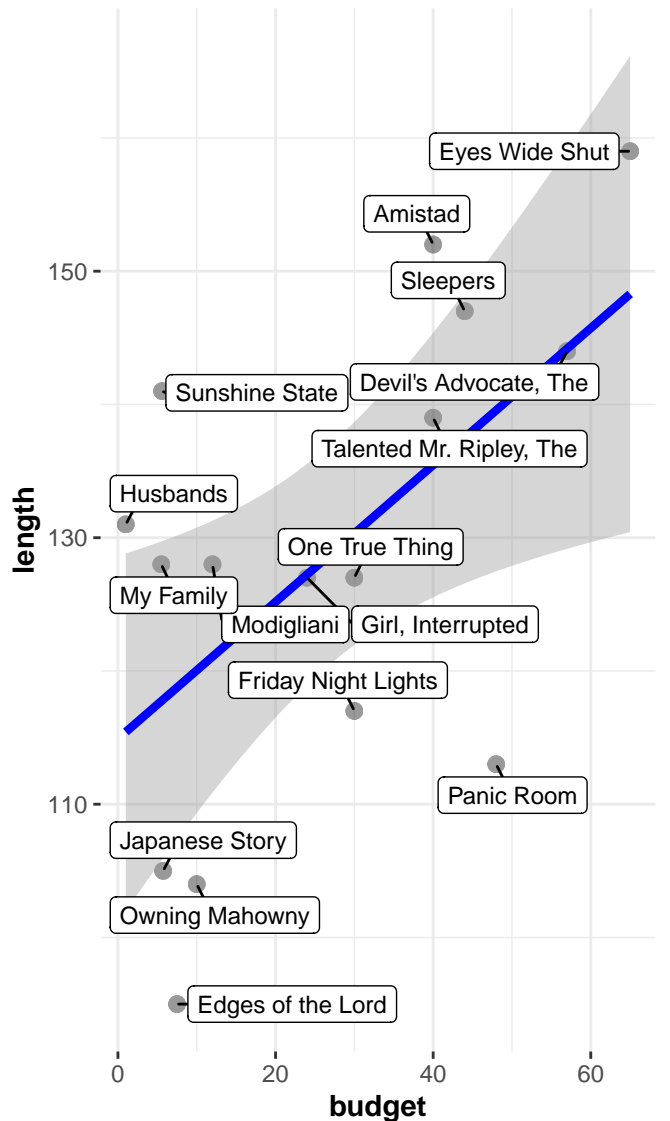 Eyes Wide Shut
Amistad
150
Sleepers
Devil's Advocate, The
Sunshine State
Talented Mr. Ripley, The
Husbands
130
One True Thing
My Family
Modigliani
Girl, Interrupted
Friday Night Lights
Panic Room
110
Japanese Story
Owning Mahowny
Edges of the Lord
0
20
40
60
budget
length